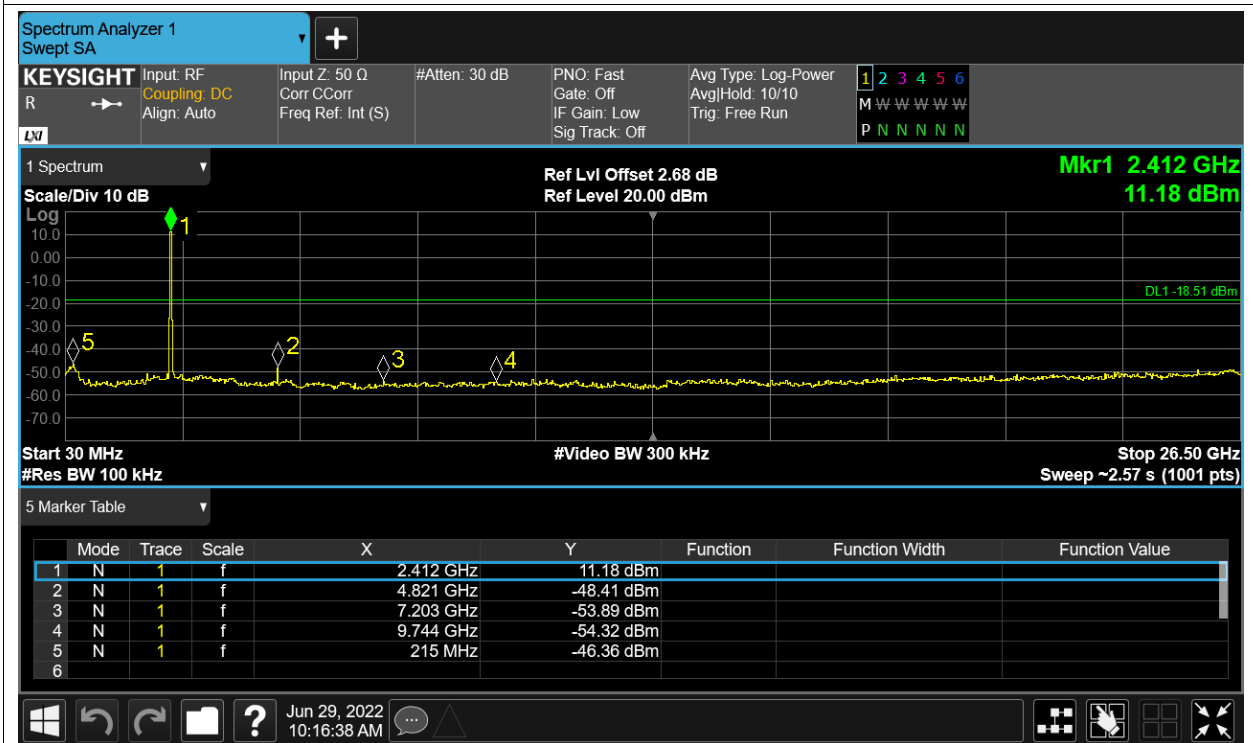 Spectrum Analyzer 1
Swept SA
+
KEYSIGHT Input: RF Input Z: 50 Ω #Atten: 30 dB PNO: Fast Avg Type: Log-Power 1 2 3 4 5 6
R Coupling: DC Corr CCorr Gate: Off Avg|Hold: 10/10 M W W W W W W
Align: Auto Freq Ref: Int (S) IF Gain: Low Trig: Free Run
LXI Sig Track: Off P N N N N N N
1 Spectrum Ref Lvl Offset 2.68 dB Mkr1 2.412 GHz
Scale/Div 10 dB Ref Level 20.00 dBm 11.18 dBm
Log
1
10.0
0.00
-10.0
DL1 -18.51 dBm
-20.0
-30.0
-40.0 5 2 3 4
-50.0
-60.0
-70.0
Start 30 MHz #Video BW 300 kHz Stop 26.50 GHz
#Res BW 100 kHz Sweep ~2.57 s (1001 pts)
5 Marker Table
Mode Trace Scale X Y Function Function Width Function Value
1 N 1 f 2.412 GHz 11.18 dBm
2 N 1 f 4.821 GHz -48.41 dBm
3 N 1 f 7.203 GHz -53.89 dBm
4 N 1 f 9.744 GHz -54.32 dBm
5 N 1 f 215 MHz -46.36 dBm
6
? Jun 29, 2022
10:16:38 AM